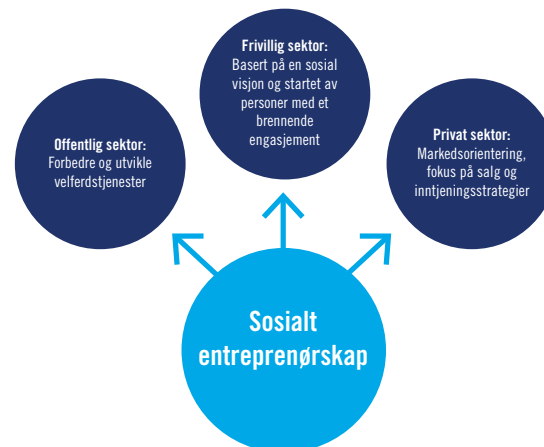 Frivillig sektor:
Basert på en sosial
visjon og startet av
personer med et
brennende
engasjement
Offentlig sektor:
Forbedre og utvikle
velferdstjenester
Privat sektor:
Markedsorientering,
fokus på salg og
inntjeningsstrategier
Sosialt
entreprenørskap